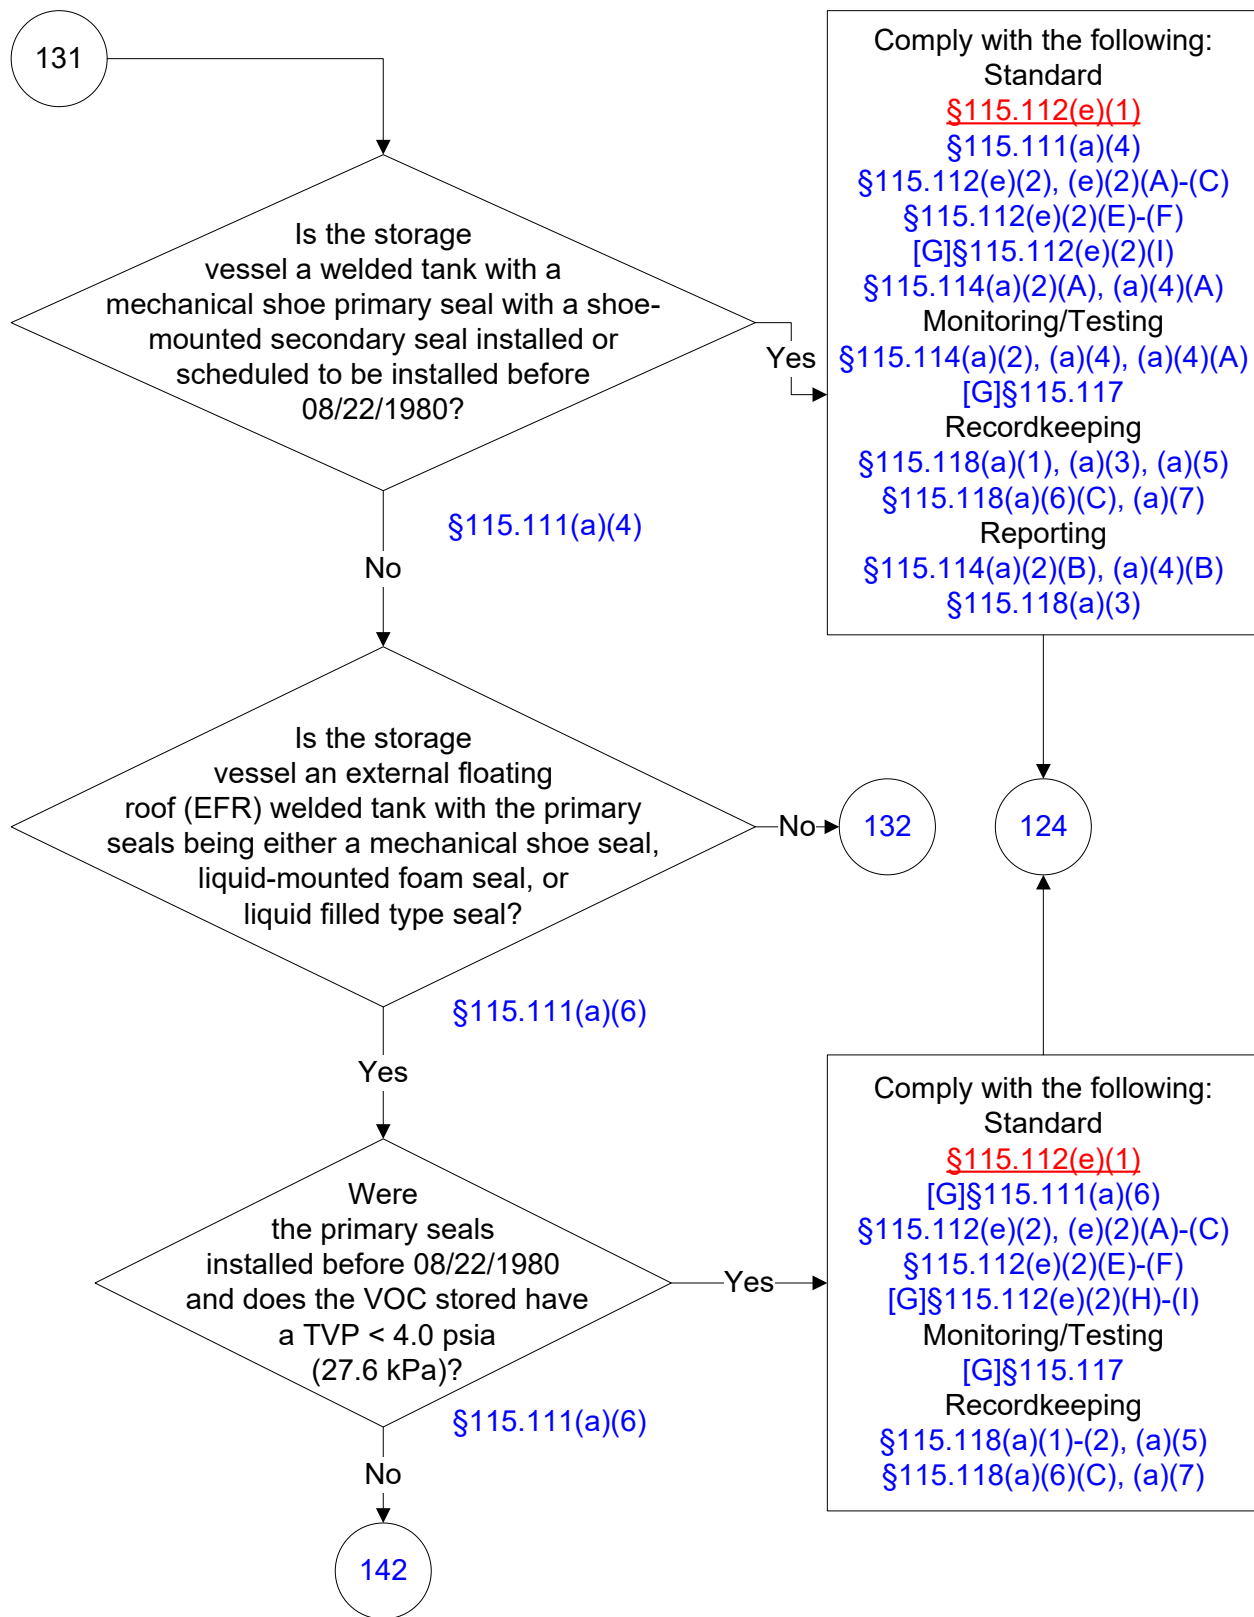 131
Is the storage
vessel a welded tank with a
mechanical shoe primary seal with a shoe-
mounted secondary seal installed or
scheduled to be installed before
08/22/1980?
Yes
§115.111(a)(4)
No
Comply with the following:
Standard
§115.112(e)(1)
§115.111(a)(4)
§115.112(e)(2), (e)(2)(A)-(C)
§115.112(e)(2)(E)-(F)
[G]§115.112(e)(2)(I)
§115.114(a)(2)(A), (a)(4)(A)
Monitoring/Testing
§115.114(a)(2), (a)(4), (a)(4)(A)
[G]§115.117
Recordkeeping
§115.118(a)(1), (a)(3), (a)(5)
§115.118(a)(6)(C), (a)(7)
Reporting
§115.114(a)(2)(B), (a)(4)(B)
§115.118(a)(3)
Is the storage
vessel an external floating
roof (EFR) welded tank with the primary
seals being either a mechanical shoe seal,
liquid-mounted foam seal, or
liquid filled type seal?
No
132
124
§115.111(a)(6)
Yes
Were
the primary seals
installed before 08/22/1980
and does the VOC stored have
a TVP < 4.0 psia
(27.6 kPa)?
Yes
§115.111(a)(6)
No
142
Comply with the following:
Standard
§115.112(e)(1)
[G]§115.111(a)(6)
§115.112(e)(2), (e)(2)(A)-(C)
§115.112(e)(2)(E)-(F)
[G]§115.112(e)(2)(H)-(I)
Monitoring/Testing
[G]§115.117
Recordkeeping
§115.118(a)(1)-(2), (a)(5)
§115.118(a)(6)(C), (a)(7)